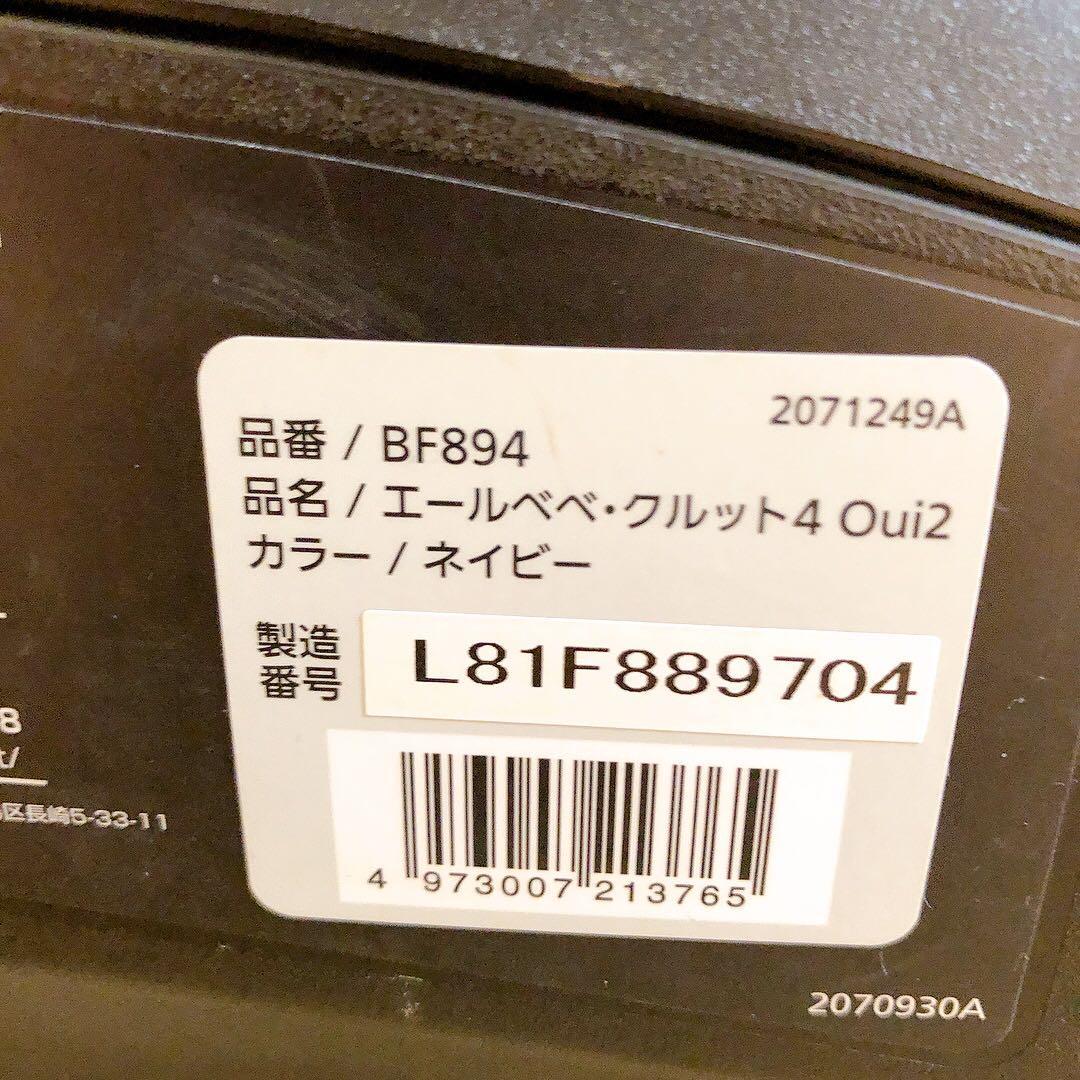 2071249A
品番 / BF894
品名 / エールベベ・クルット4 Oui2
カラー / ネイビー
製造
番号
L81F889704
4 973007 213765
8
t/
区長崎5-33-11
2070930A